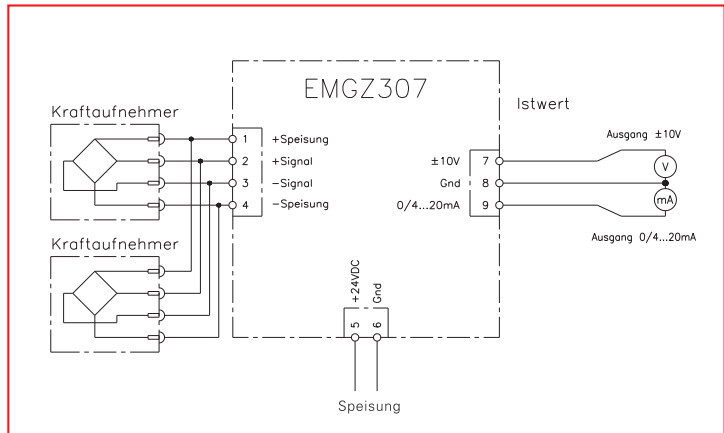 EMGZ307
Kraftaufnehmer
1 +Speisung
2 +Signal
3 −Signal
4 −Speisung
Kraftaufnehmer
Istwert
Ausgang ±10V
±10V 7
Gnd 8
0/4...20mA 9
V
mA
Ausgang 0/4...20mA
+24VDC
Gnd
5
6
Speisung